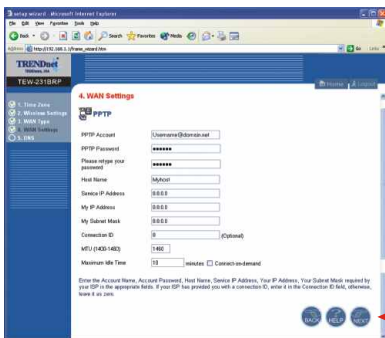 setup wizard - Microsoft Internet Explorer
File Edit View Favorites Tools Help
Back Search Favorites Media
Address http://192.168.1.1/frame_wizard.htm Go Links
TRENDnet
TRENDware, USA
TEW-231BRP
Home Logout
1. Time Zone
2. Wireless Settings
3. WAN Type
4. WAN Settings
5. DNS
4. WAN Settings
PPTP
PPTP Account Username@domain.net
PPTP Password ••••••
Please retype your password ••••••
Host Name Myhost
Service IP Address 0.0.0.0
My IP Address 0.0.0.0
My Subnet Mask 0.0.0.0
Connection ID 0 (Optional)
MTU (1400-1460) 1460
Maximum Idle Time 10 minutes Connect-on-demand
Enter the Account Name, Account Password, Host Name, Service IP Address, Your IP Address, Your Subnet Mask required by
your ISP in the appropriate fields. If your ISP has provided you with a connection ID, enter it in the Connection ID field, otherwise,
leave it as zero.
BACK HELP NEXT